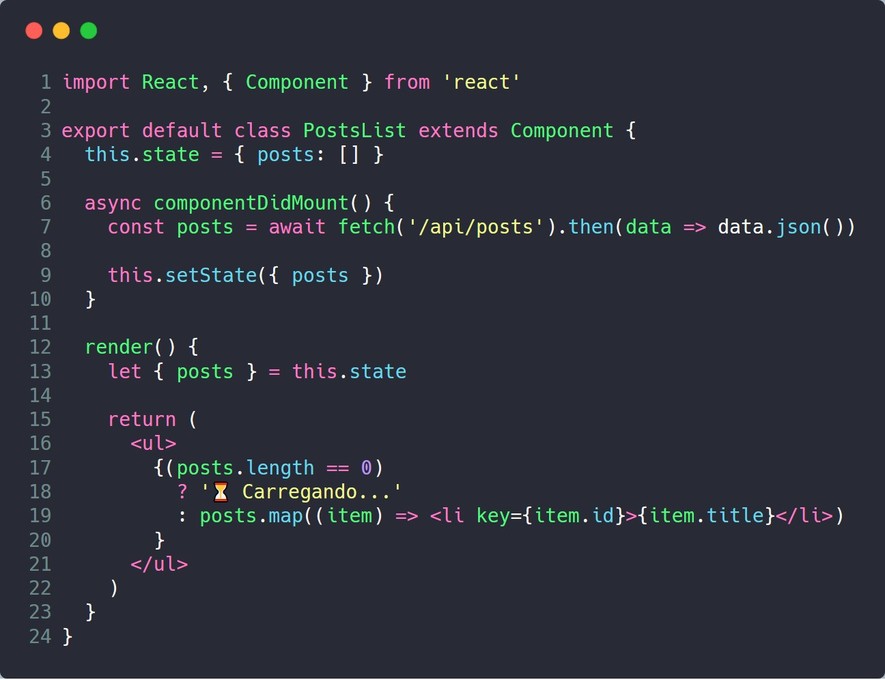 1 import React, { Component } from 'react'
2
3 export default class PostsList extends Component {
4   this.state = { posts: [] }
5
6   async componentDidMount() {
7     const posts = await fetch('/api/posts').then(data => data.json())
8
9     this.setState({ posts })
10   }
11
12   render() {
13     let { posts } = this.state
14
15     return (
16       <ul>
17         {(posts.length == 0)
18           ? '⏳ Carregando...'
19           : posts.map((item) => <li key={item.id}>{item.title}</li>)
20         }
21       </ul>
22     )
23   }
24 }